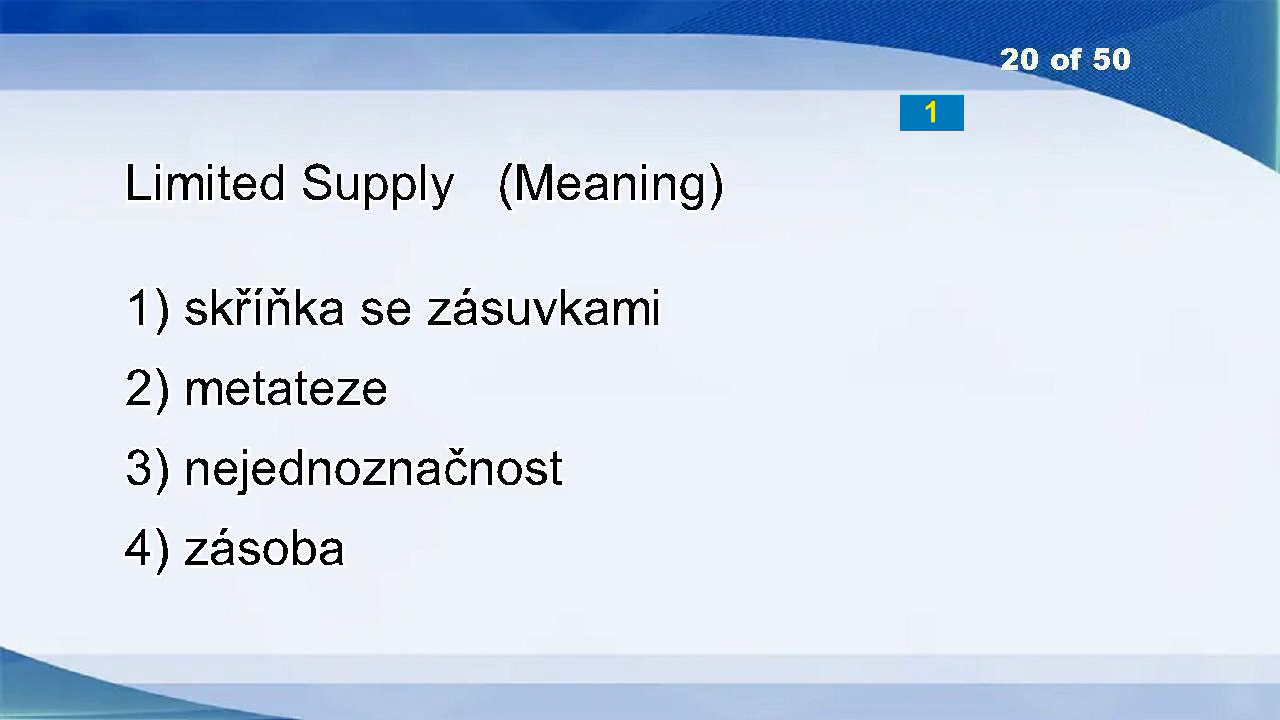 20 of 50
1
Limited Supply (Meaning)
1) skříňka se zásuvkami
2) metateze
3) nejednoznačnost
4) zásoba